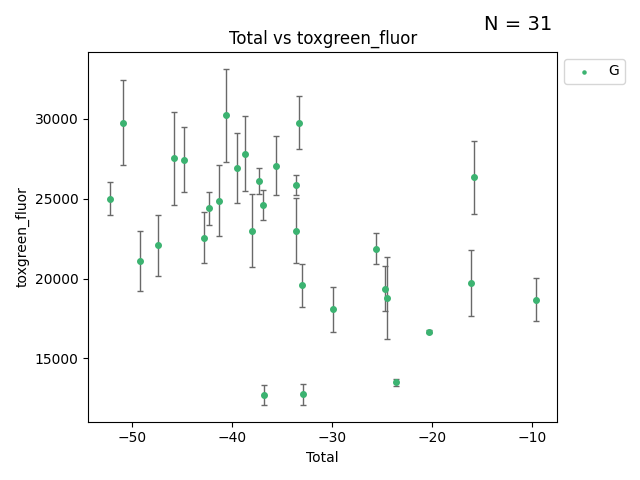 N = 31
Total vs toxgreen_fluor
G
30000
25000
20000
15000
toxgreen_fluor
−50
−40
−30
−20
−10
Total